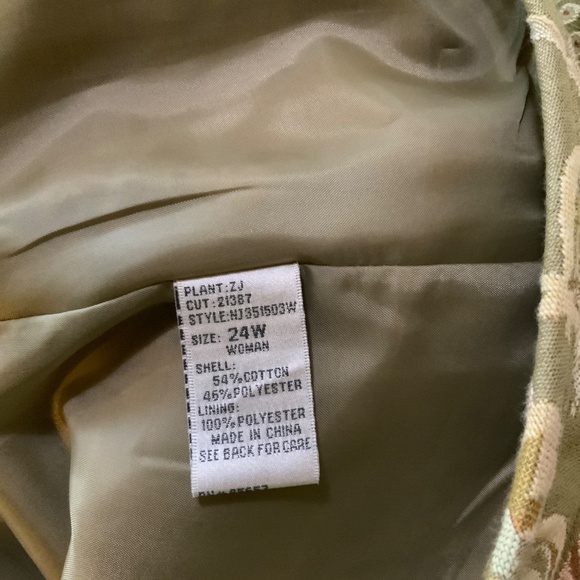 PLANT:ZJ
CUT:21387
STYLE:NJ351503W
SIZE: 24W
WOMAN
SHELL:
54%COTTON
46%POLYESTER
LINING:
100%POLYESTER
MADE IN CHINA
SEE BACK FOR CARE